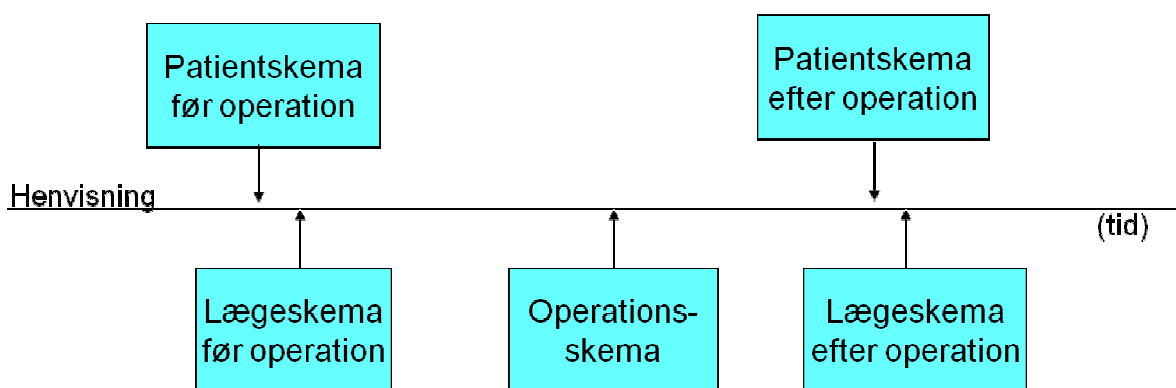 Patientskema
før operation
Patientskema
efter operation
Henvisning
(tid)
Lægeskema
før operation
Operations-
skema
Lægeskema
efter operation